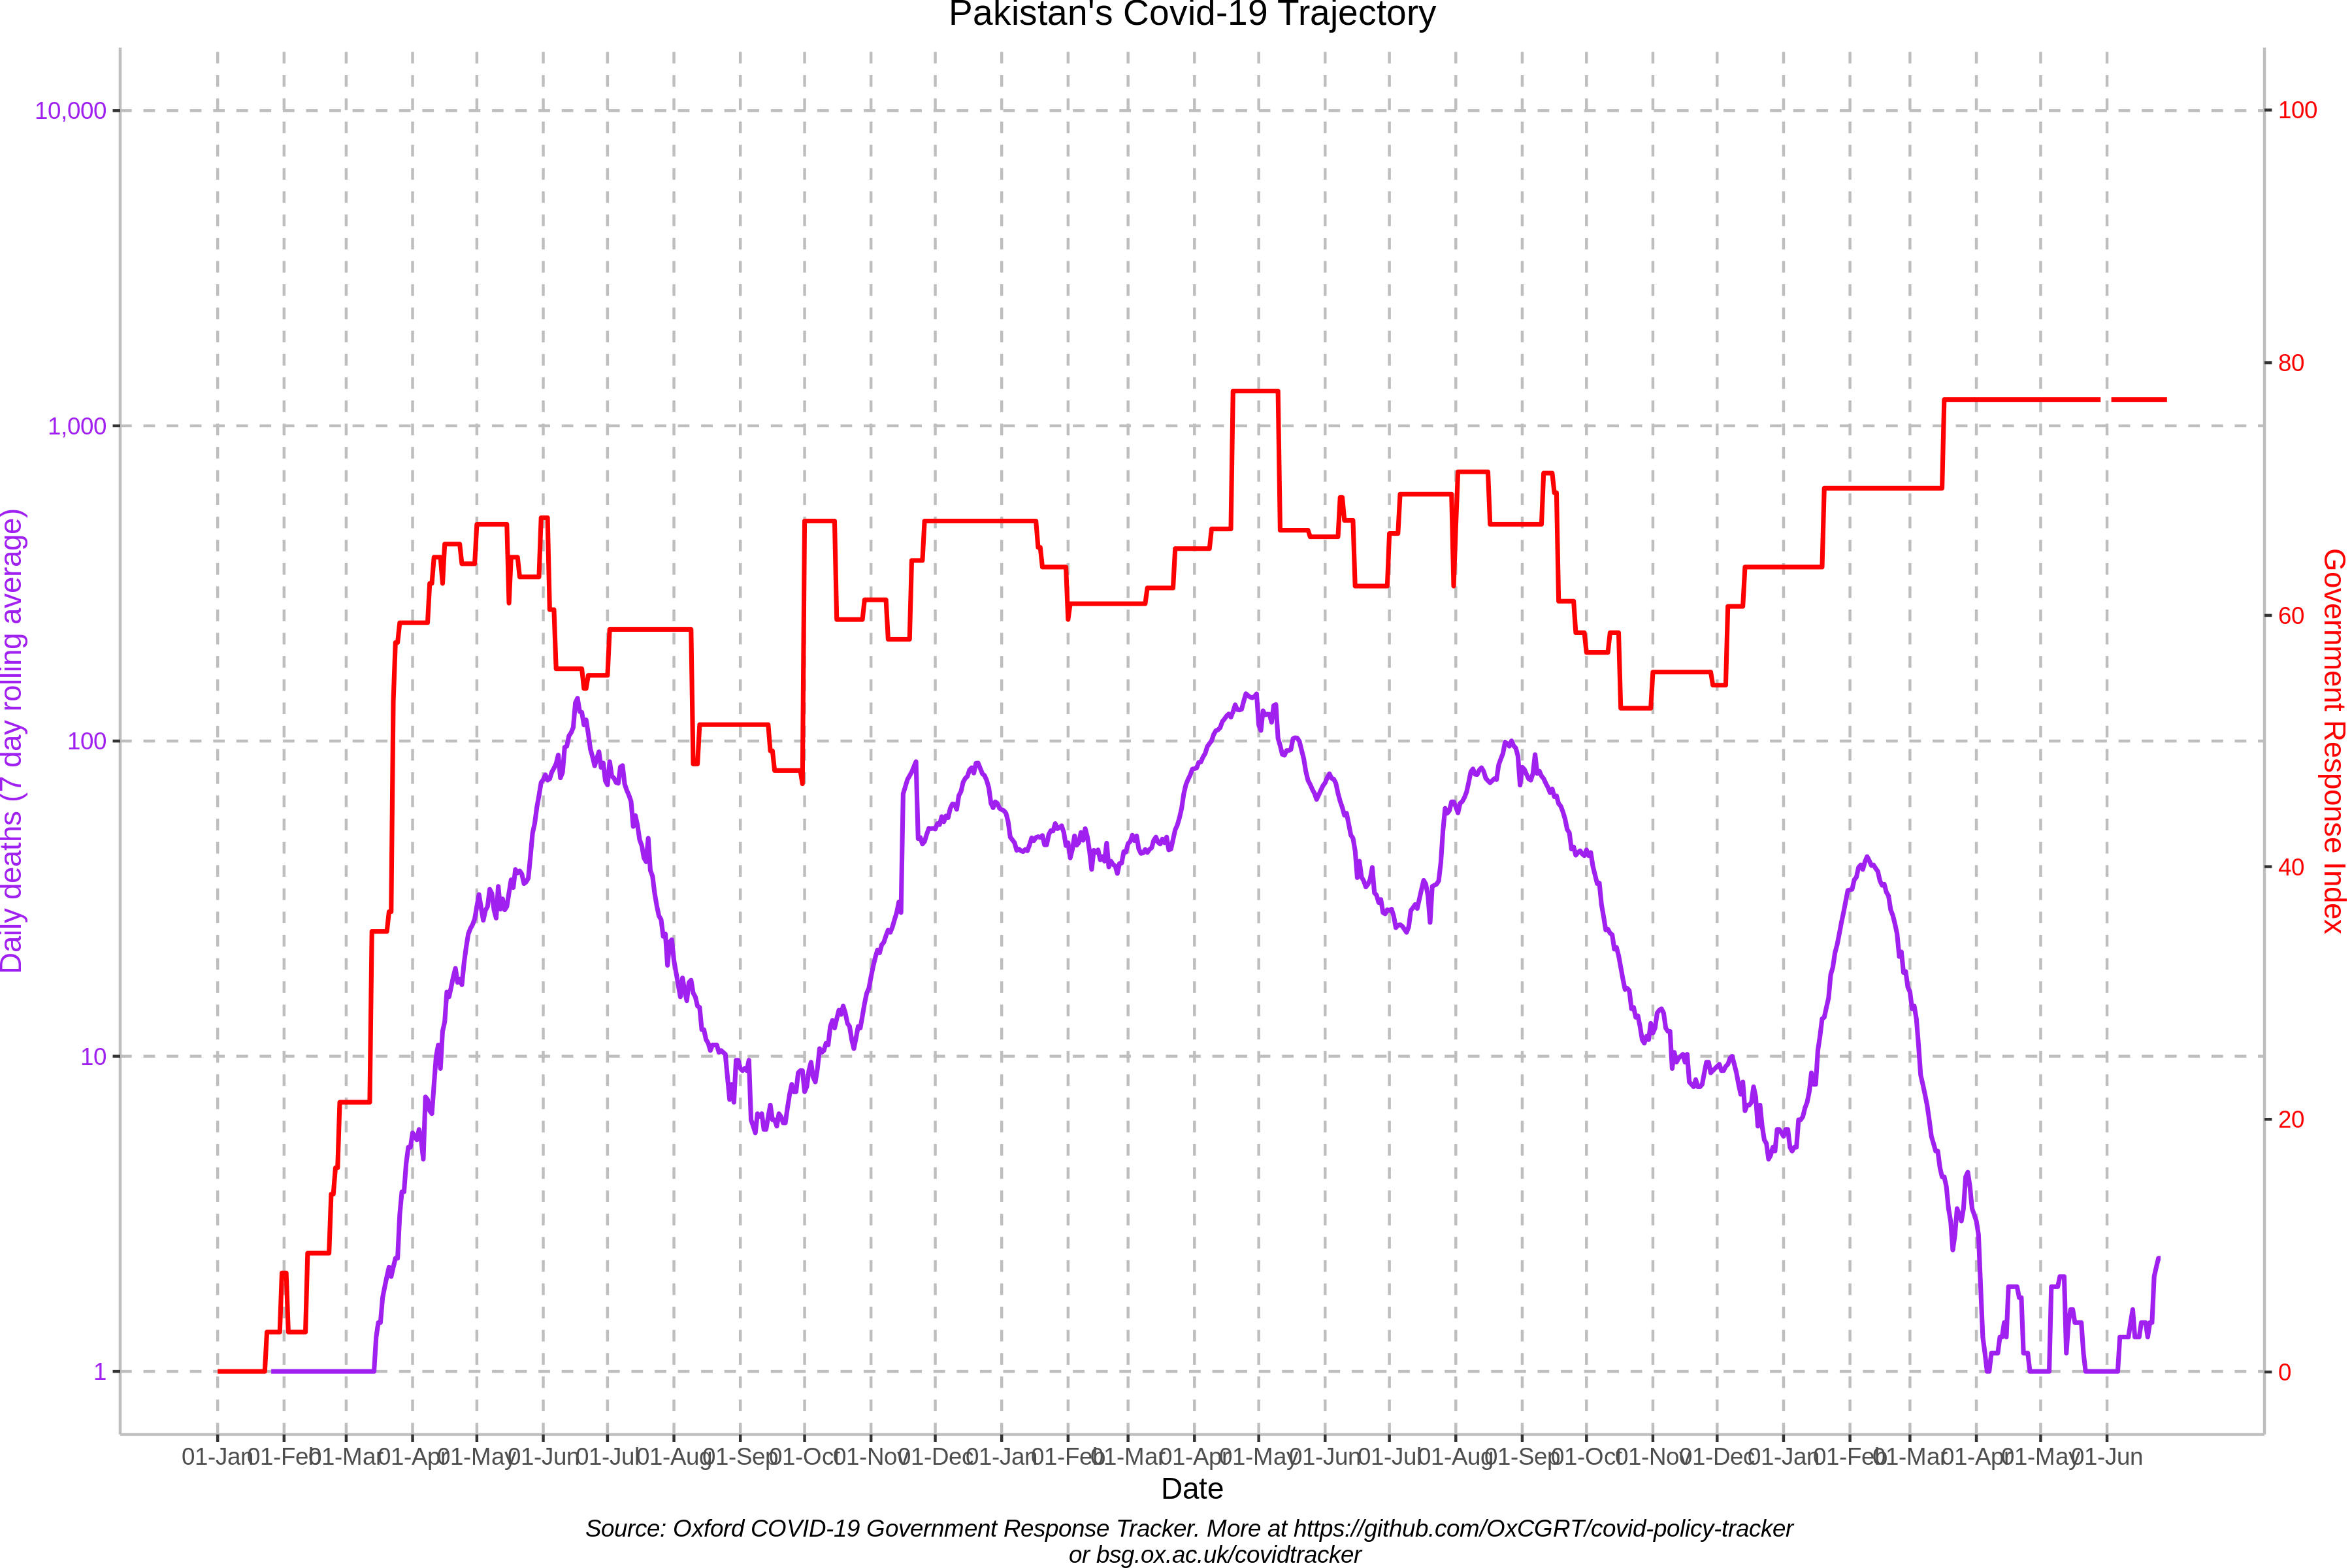 Pakistan's Covid-19 Trajectory
10,000
1,000
100
10
1
Daily deaths (7 day rolling average)
100
80
60
40
20
0
Government Response Index
01-Jan
01-Feb
01-Mar
01-Apr
01-May
01-Jun
01-Jul
01-Aug
01-Sep
01-Oct
01-Nov
01-Dec
01-Jan
01-Feb
01-Mar
01-Apr
01-May
01-Jun
01-Jul
01-Aug
01-Sep
01-Oct
01-Nov
01-Dec
01-Jan
01-Feb
01-Mar
01-Apr
01-May
01-Jun
Date
Source: Oxford COVID-19 Government Response Tracker. More at https://github.com/OxCGRT/covid-policy-tracker
or bsg.ox.ac.uk/covidtracker